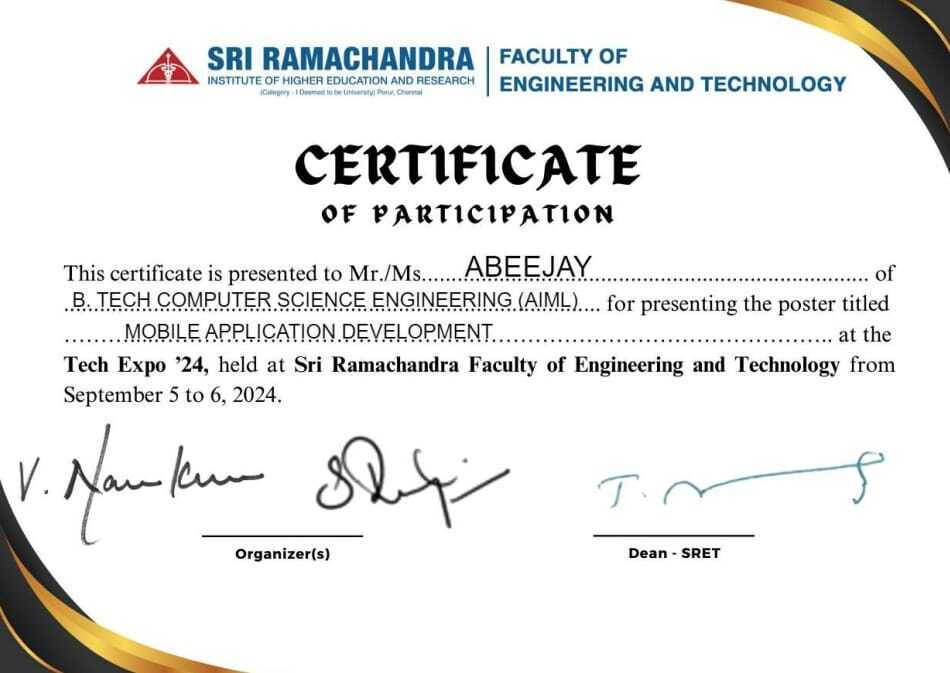 SRI RAMACHANDRA
INSTITUTE OF HIGHER EDUCATION AND RESEARCH
(Category - I Deemed to be University) Porur, Chennai
FACULTY OF
ENGINEERING AND TECHNOLOGY
CERTIFICATE
OF PARTICIPATION
This certificate is presented to Mr./Ms. ABEEJAY of
B. TECH COMPUTER SCIENCE ENGINEERING (AIML) for presenting the poster titled
MOBILE APPLICATION DEVELOPMENT at the
Tech Expo '24, held at Sri Ramachandra Faculty of Engineering and Technology from
September 5 to 6, 2024.
Organizer(s)
Dean - SRET